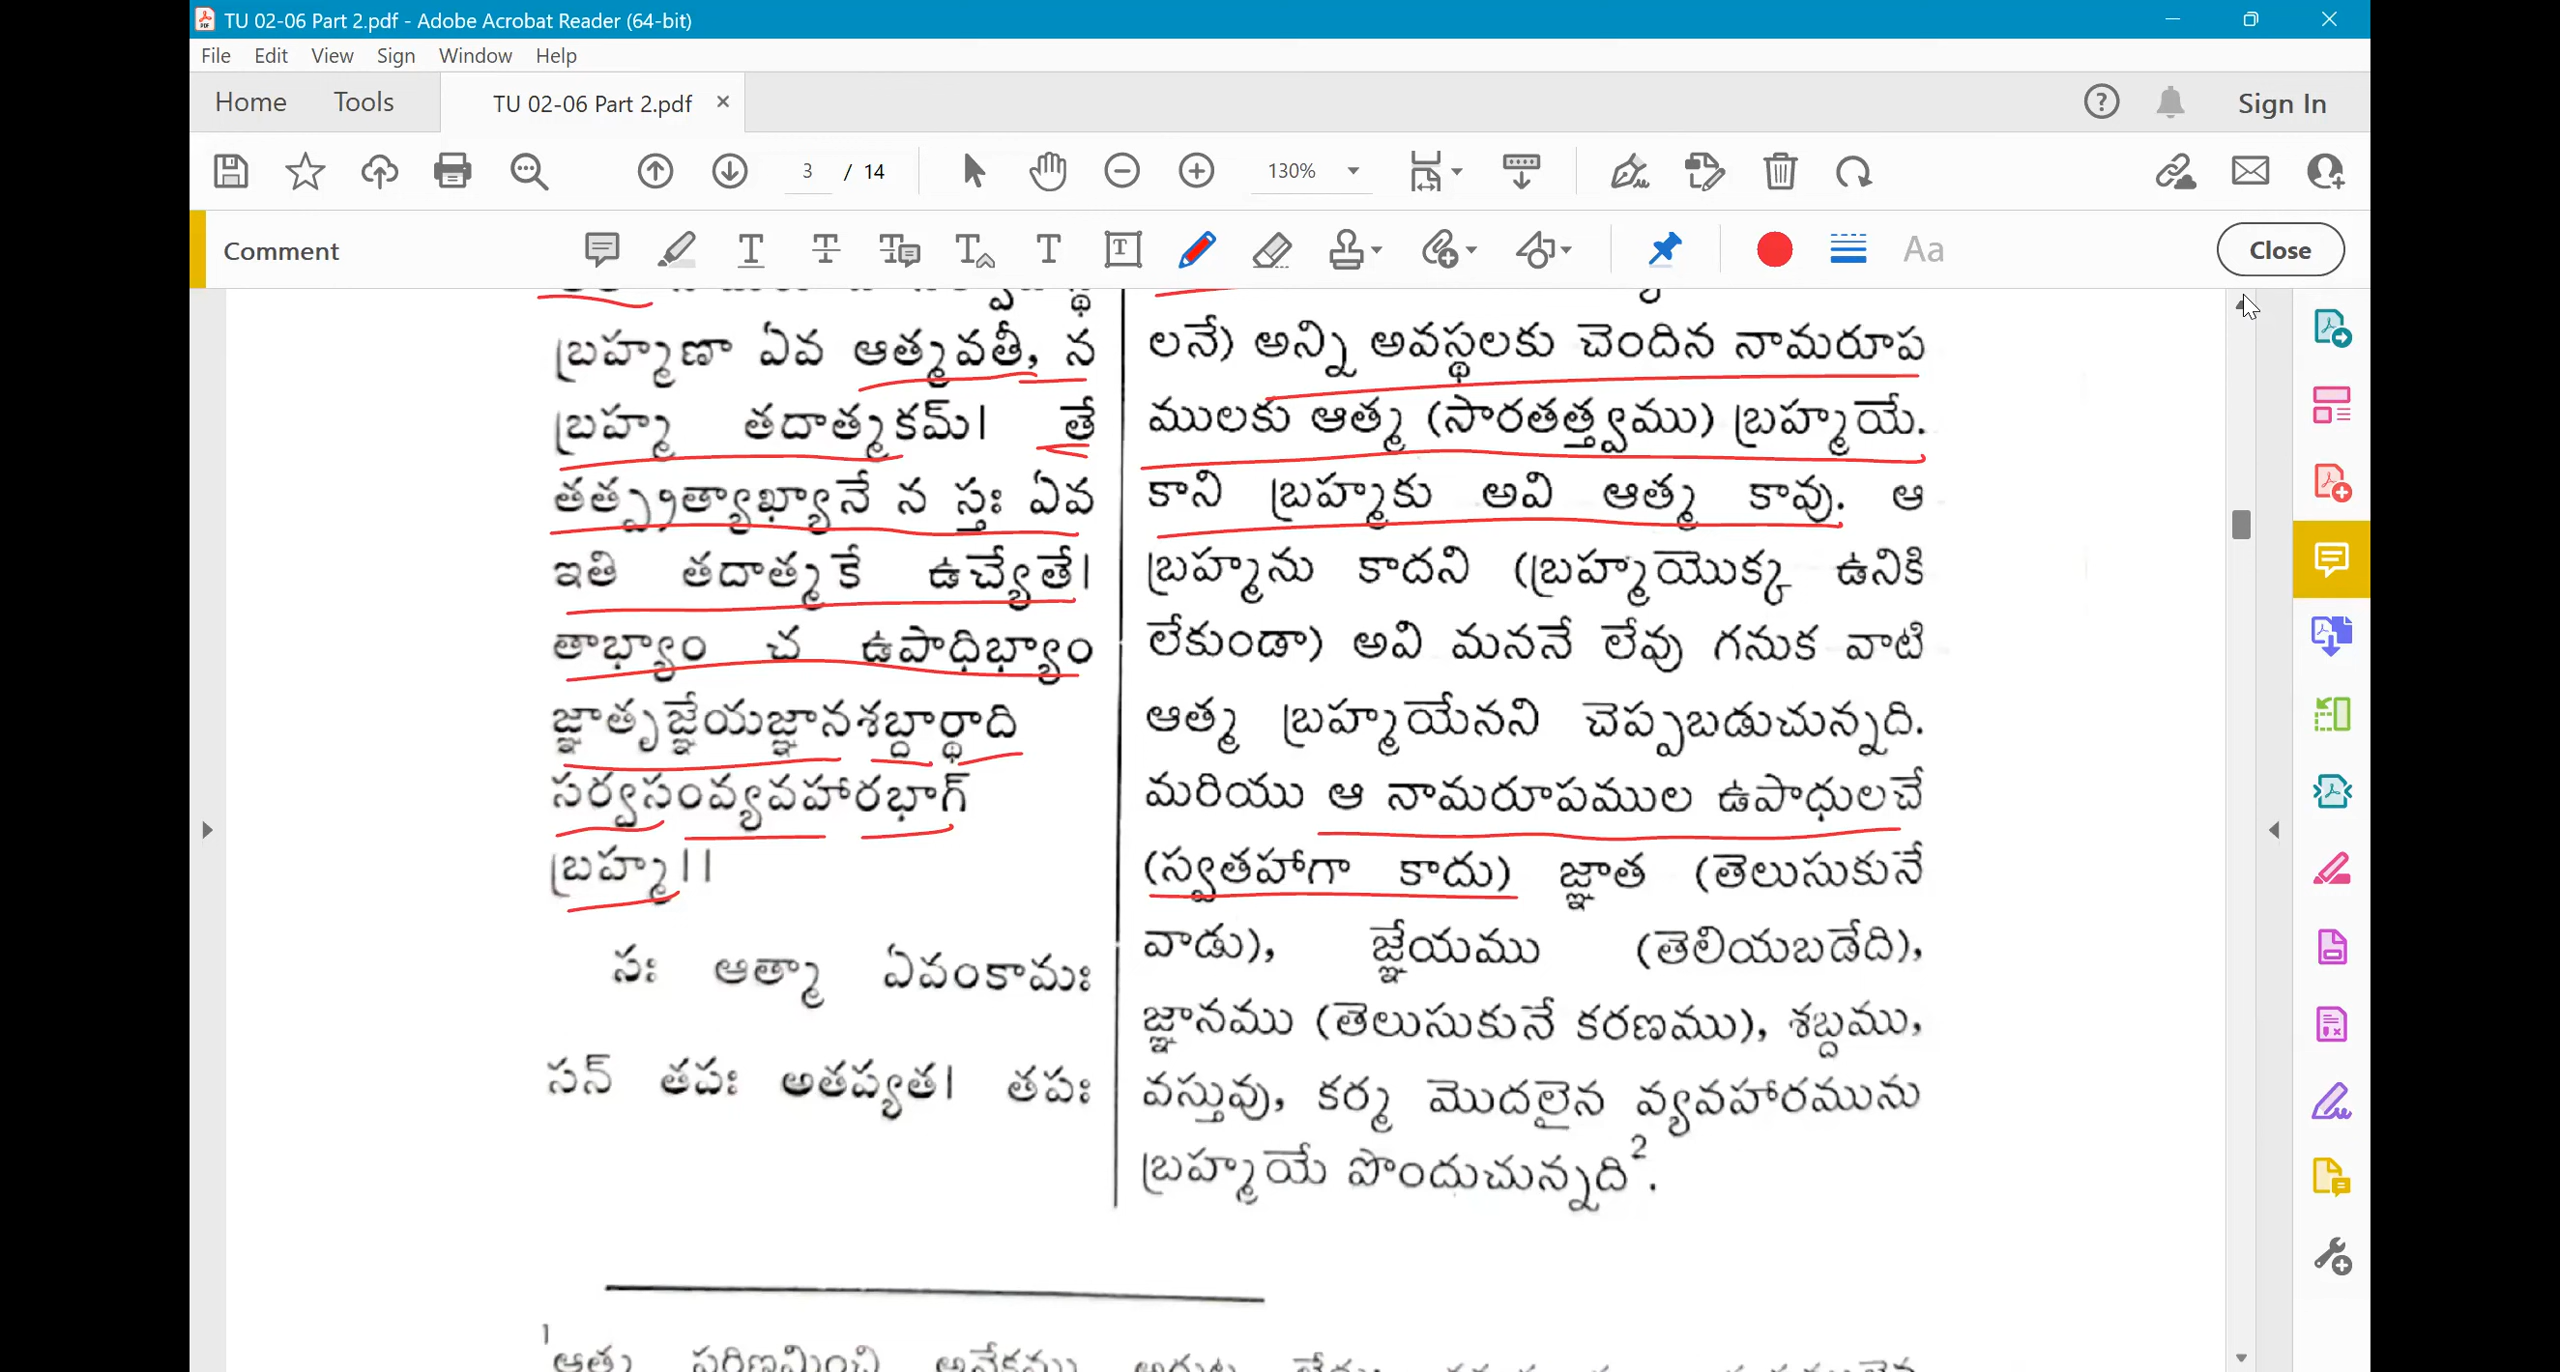 TU 02-06 Part 2.pdf - Adobe Acrobat Reader (64-bit)
File Edit View Sign Window Help
Home Tools TU 02-06 Part 2.pdf × Sign In
3 / 14 130%
Comment Aa Close
బ్రహ్మణా ఏవ ఆత్మవతీ, న
బ్రహ్మ తదాత్మకమ్। తే
తత్ప్రత్యాఖ్యానే న స్తః ఏవ
ఇతి తదాత్మకే ఉచ్యేతే।
తాభ్యాం చ ఉపాధిభ్యాం
జ్ఞాతృజ్ఞేయజ్ఞానశబ్దార్థాది
సర్వసంవ్యవహారభాగ్
బ్రహ్మ।।
సః ఆత్మా ఏవంకామః
సన్ తపః అతప్యత। తపః
లనే) అన్ని అవస్థలకు చెందిన నామరూప
ములకు ఆత్మ (సారతత్త్వము) బ్రహ్మయే.
కాని బ్రహ్మకు అవి ఆత్మ కావు. ఆ
బ్రహ్మను కాదని (బ్రహ్మయొక్క ఉనికి
లేకుండా) అవి మననే లేవు గనుక వాటి
ఆత్మ బ్రహ్మయేనని చెప్పబడుచున్నది.
మరియు ఆ నామరూపముల ఉపాధులచే
(స్వతహాగా కాదు) జ్ఞాత (తెలుసుకునే
వాడు), జ్ఞేయము (తెలియబడేది),
జ్ఞానము (తెలుసుకునే కరణము), శబ్దము,
వస్తువు, కర్మ మొదలైన వ్యవహారమును
బ్రహ్మయే పొందుచున్నది2.
1